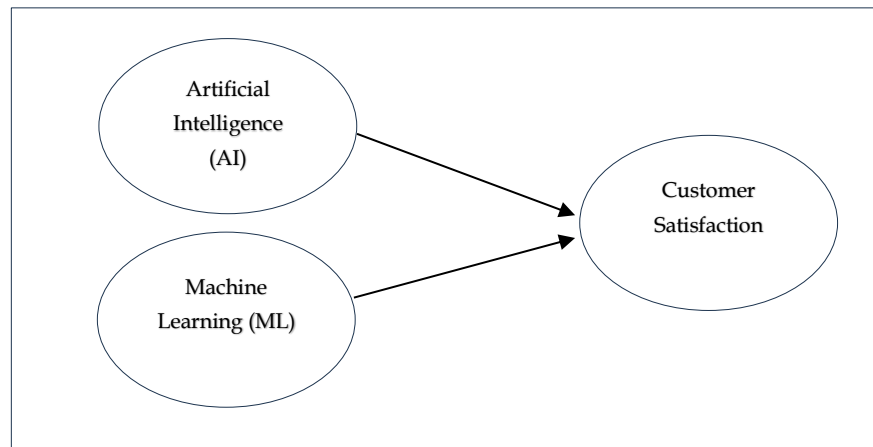 Artificial
Intelligence
(AI)
Machine
Learning (ML)
Customer
Satisfaction